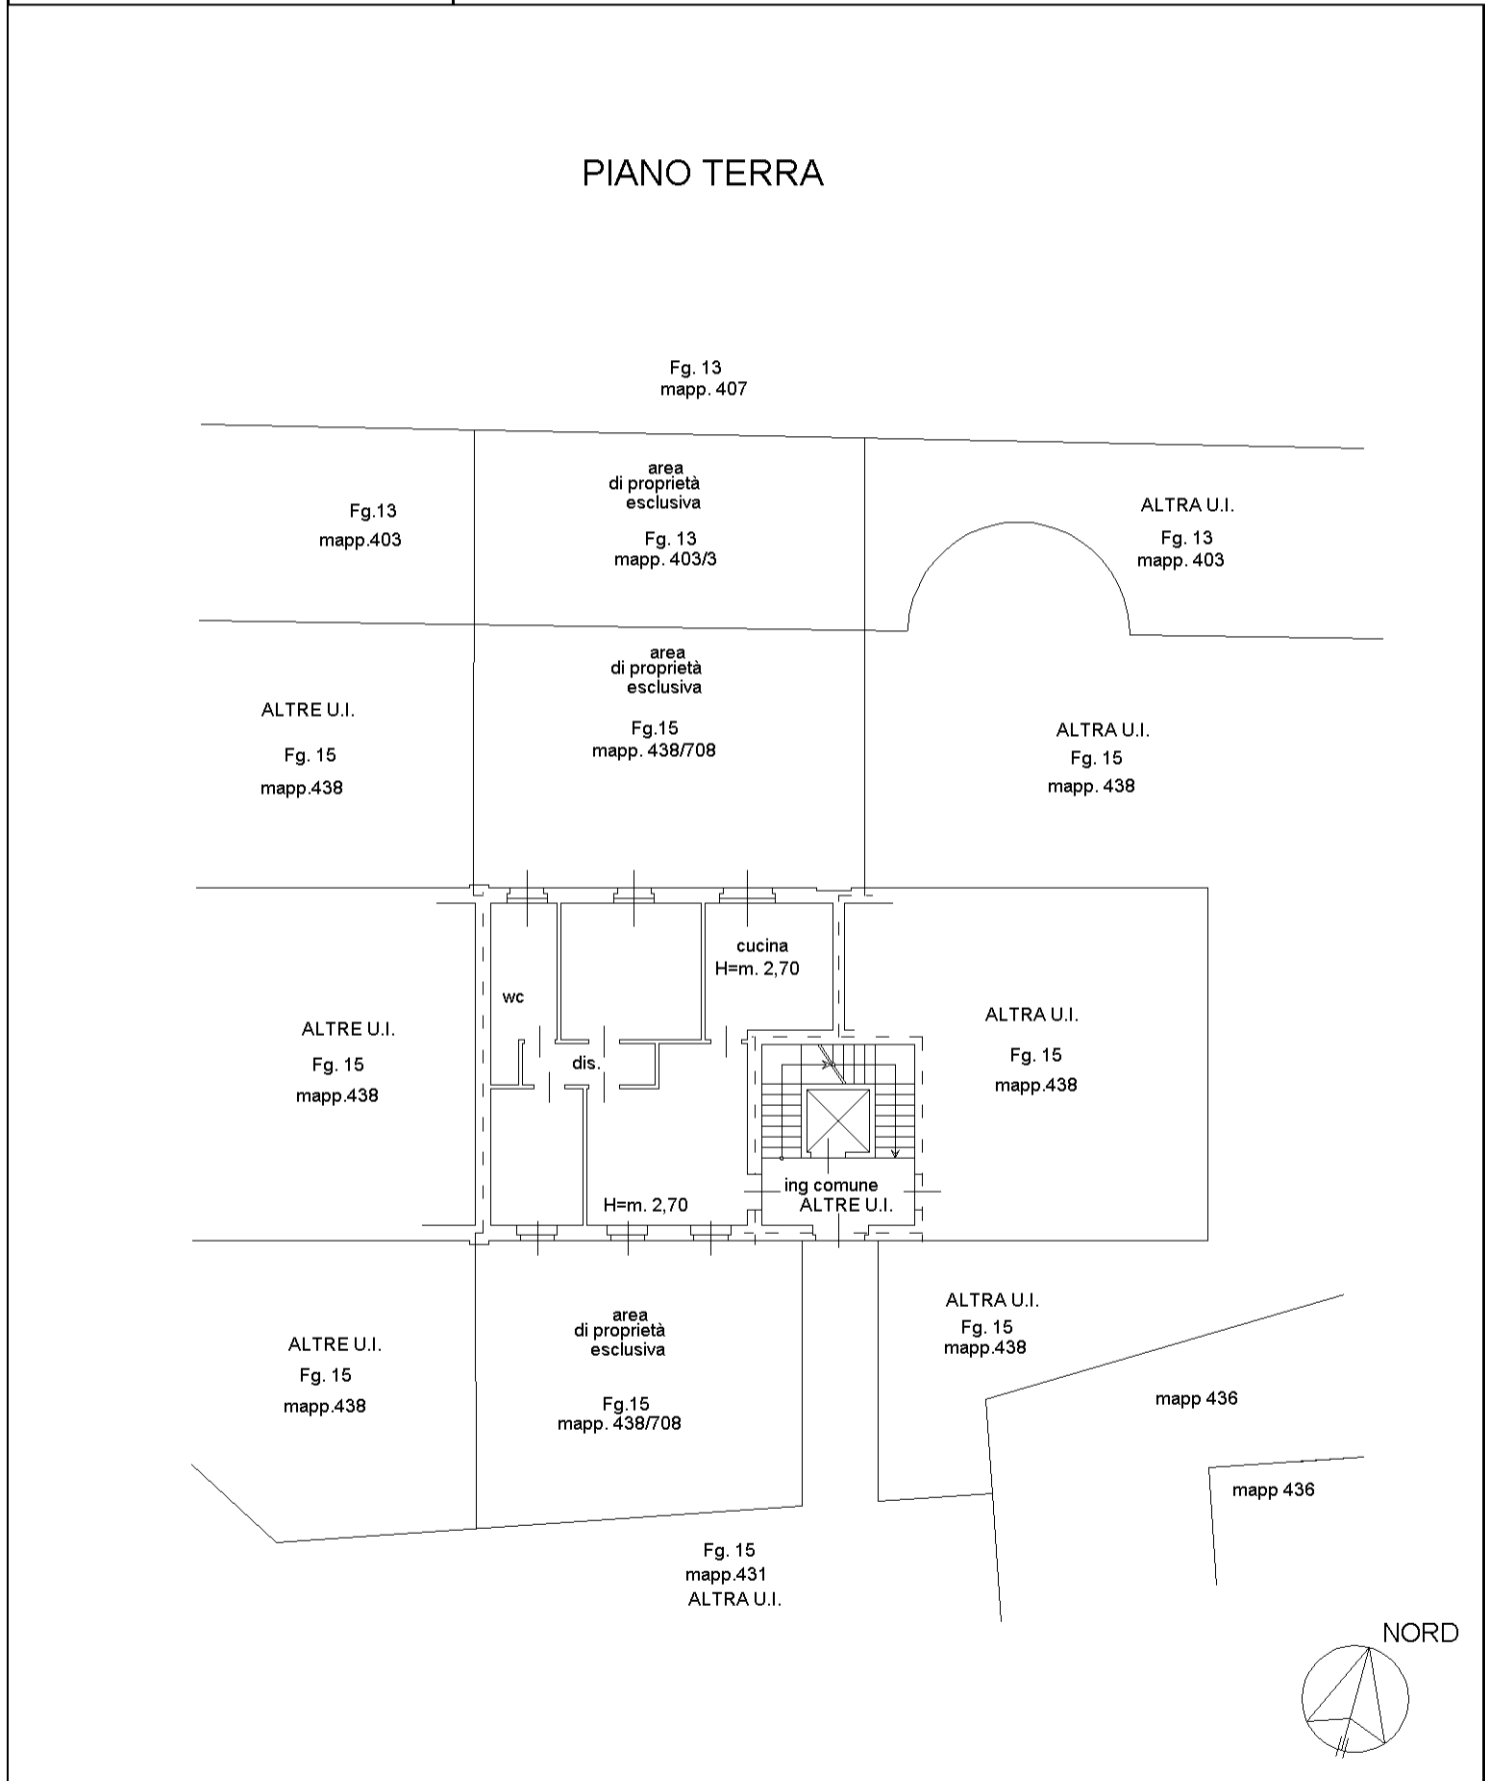 PIANO TERRA
Fg. 13
mapp. 407
Fg.13
mapp.403
area
di proprietà
esclusiva
Fg. 13
mapp. 403/3
ALTRA U.I.
Fg. 13
mapp. 403
ALTRE U.I.
Fg. 15
mapp.438
area
di proprietà
esclusiva
Fg.15
mapp. 438/708
ALTRA U.I.
Fg. 15
mapp. 438
ALTRE U.I.
Fg. 15
mapp.438
wc
cucina
H=m. 2,70
dis.
H=m. 2,70
ing comune
ALTRE U.I.
ALTRA U.I.
Fg. 15
mapp.438
ALTRE U.I.
Fg. 15
mapp.438
area
di proprietà
esclusiva
Fg.15
mapp. 438/708
ALTRA U.I.
Fg. 15
mapp.438
mapp 436
mapp 436
Fg. 15
mapp.431
ALTRA U.I.
NORD